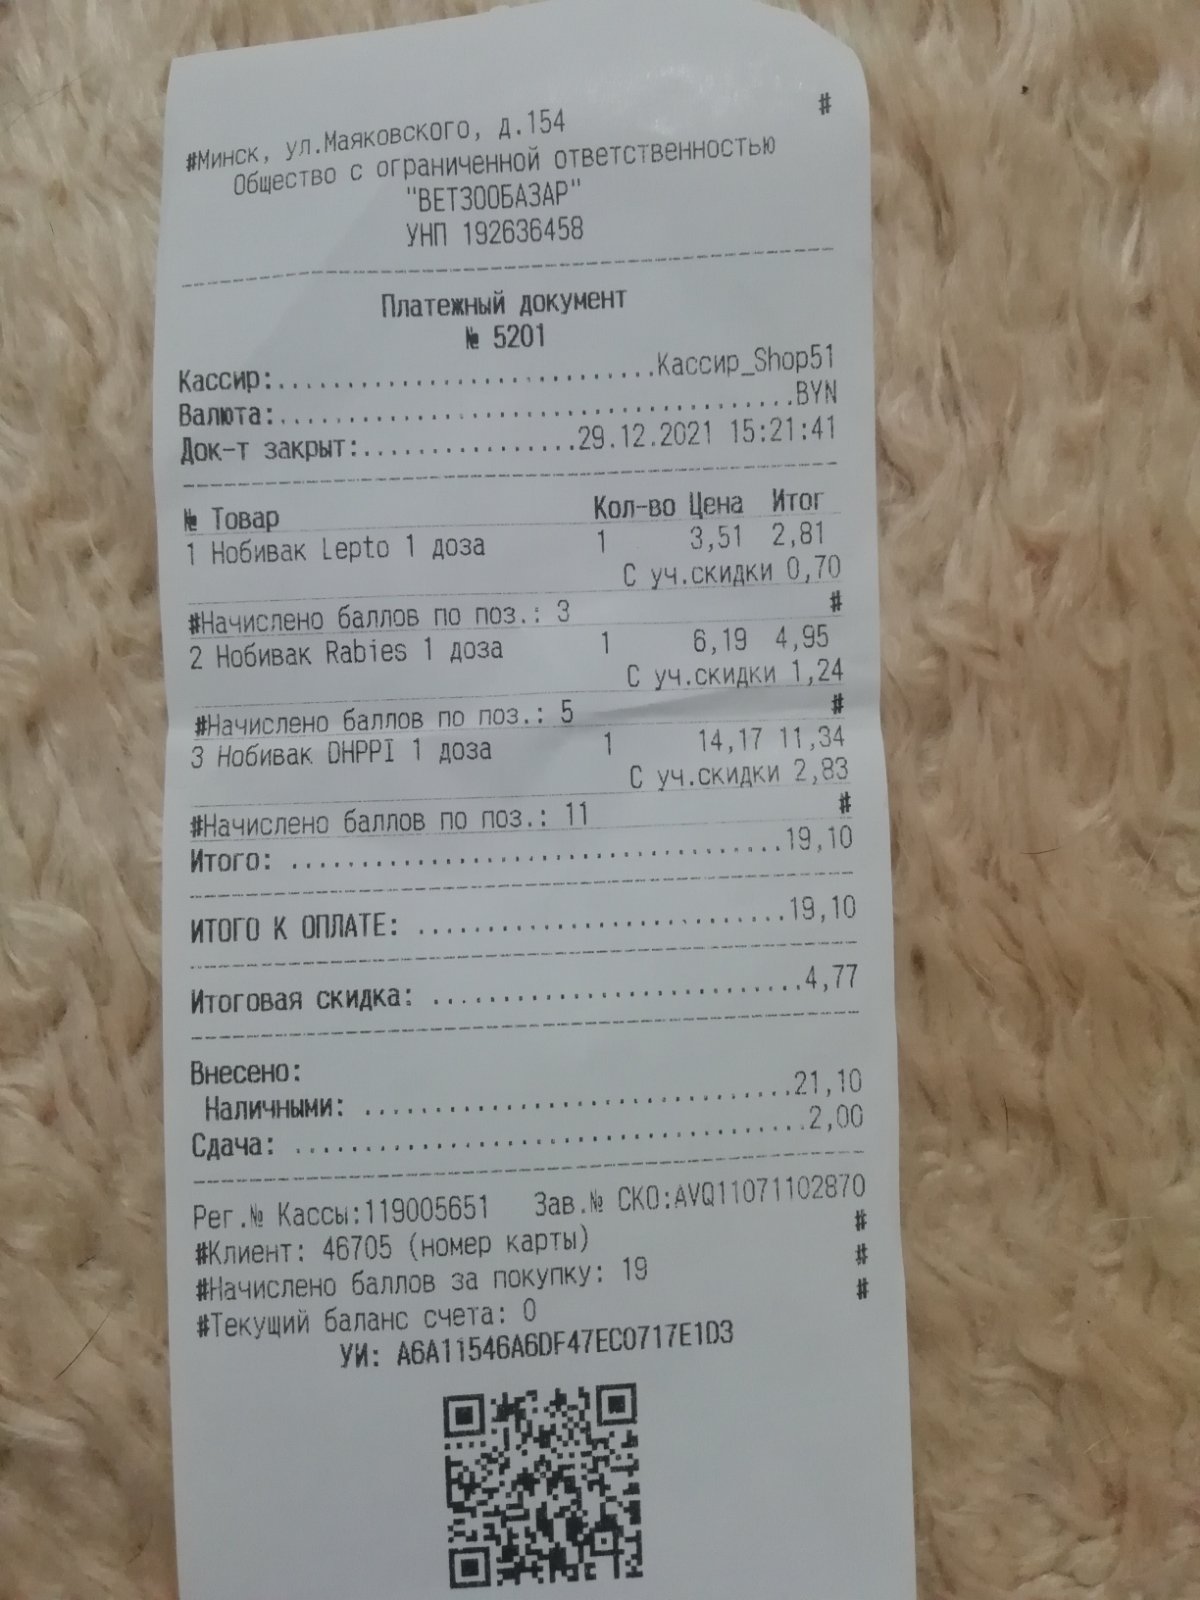 #
#Минск, ул.Маяковского, д.154
Общество с ограниченной ответственностью
"ВЕТЗООБАЗАР"
УНП 192636458
Платежный документ
№ 5201
Кассир:............................Кассир_Shop51
Валюта:......................................BYN
Док-т закрыт:................29.12.2021 15:21:41
№ Товар Кол-во Цена Итог
1 Нобивак Lepto 1 доза 1 3,51 2,81
С уч.скидки 0,70
#Начислено баллов по поз.: 3 #
2 Нобивак Rabies 1 доза 1 6,19 4,95
С уч.скидки 1,24
#Начислено баллов по поз.: 5 #
3 Нобивак DHPPI 1 доза 1 14,17 11,34
С уч.скидки 2,83
#Начислено баллов по поз.: 11 #
Итого: ....................................19,10
ИТОГО К ОПЛАТЕ: ...........................19,10
Итоговая скидка: ...........................4,77
Внесено:
Наличными: ...............................21,10
Сдача: .....................................2,00
Рег.№ Кассы:119005651 Зав.№ СКО:AVQ11071102870
#Клиент: 46705 (номер карты) #
#Начислено баллов за покупку: 19 #
#Текущий баланс счета: 0 #
УИ: A6A11546A6DF47EC0717E1D3